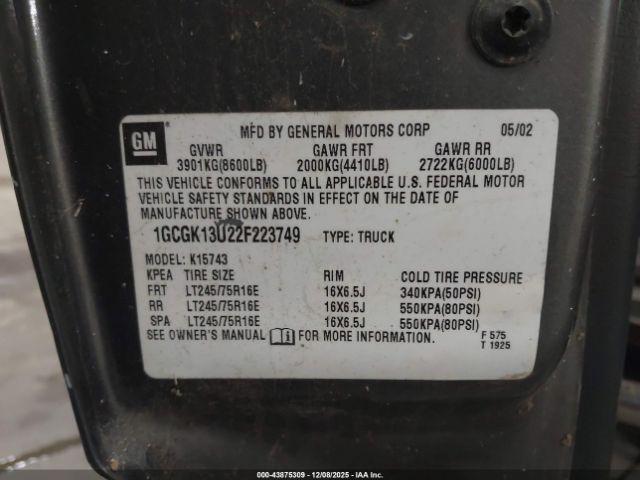 GM
MFD BY GENERAL MOTORS CORP 05/02
GVWR GAWR FRT GAWR RR
3901KG(8600LB) 2000KG(4410LB) 2722KG(6000LB)
THIS VEHICLE CONFORMS TO ALL APPLICABLE U.S. FEDERAL MOTOR
VEHICLE SAFETY STANDARDS IN EFFECT ON THE DATE OF
MANUFACTURE SHOWN ABOVE.
1GCGK13U22F223749 TYPE: TRUCK
MODEL: K15743
KPEA TIRE SIZE RIM COLD TIRE PRESSURE
FRT LT245/75R16E 16X6.5J 340KPA(50PSI)
RR LT245/75R16E 16X6.5J 550KPA(80PSI)
SPA LT245/75R16E 16X6.5J 550KPA(80PSI)
SEE OWNER'S MANUAL FOR MORE INFORMATION. F 575
T 1925
000-43875309 - 12/08/2025 - IAA Inc.